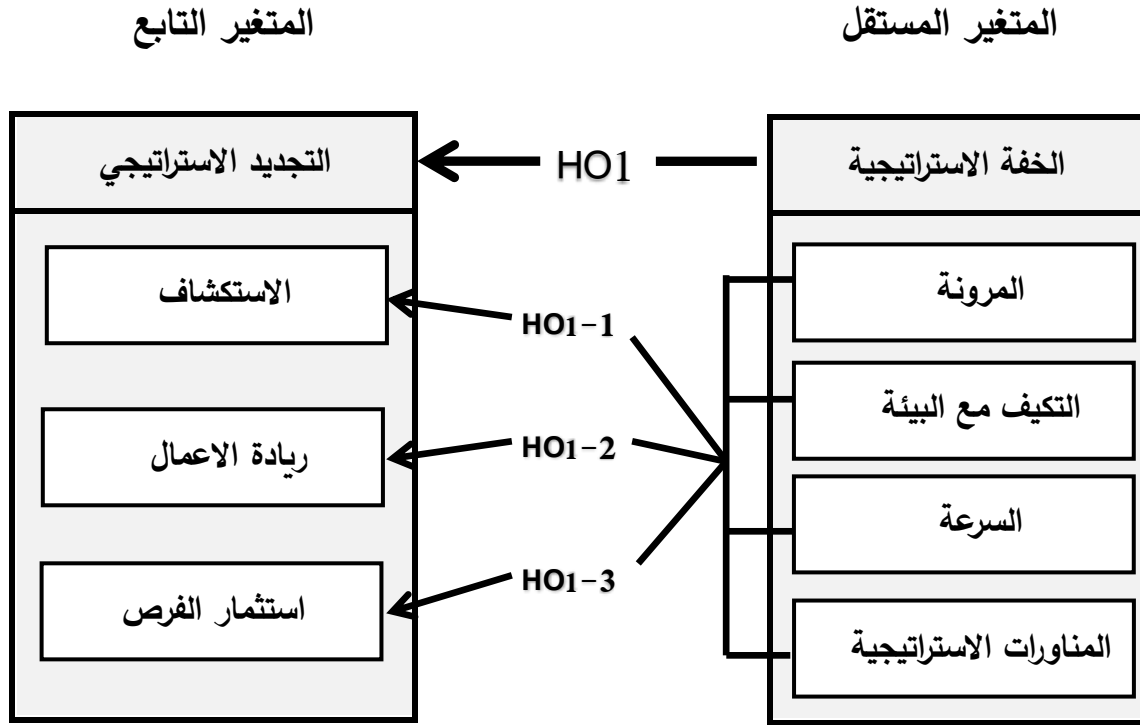 المتغير المستقل
المتغير التابع
الخفة الاستراتيجية
HO1
التجديد الاستراتيجي
المرونة
التكيف مع البيئة
السرعة
المناورات الاستراتيجية
HO1-1
HO1-2
HO1-3
الاستكشاف
ريادة الاعمال
استثمار الفرص